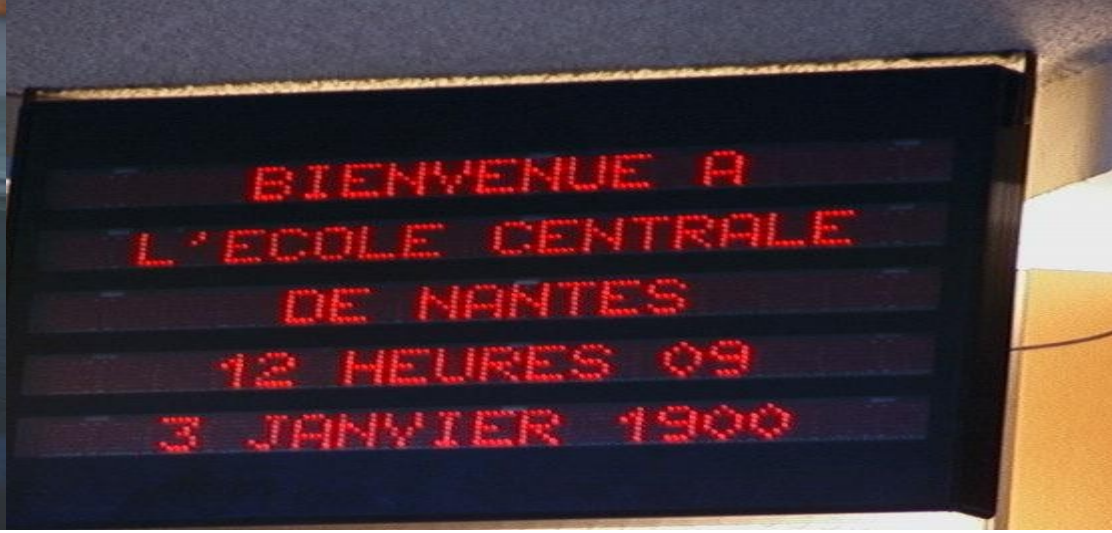 BIENVENUE A
L'ECOLE CENTRALE
DE NANTES
12 HEURES 09
3 JANVIER 1900